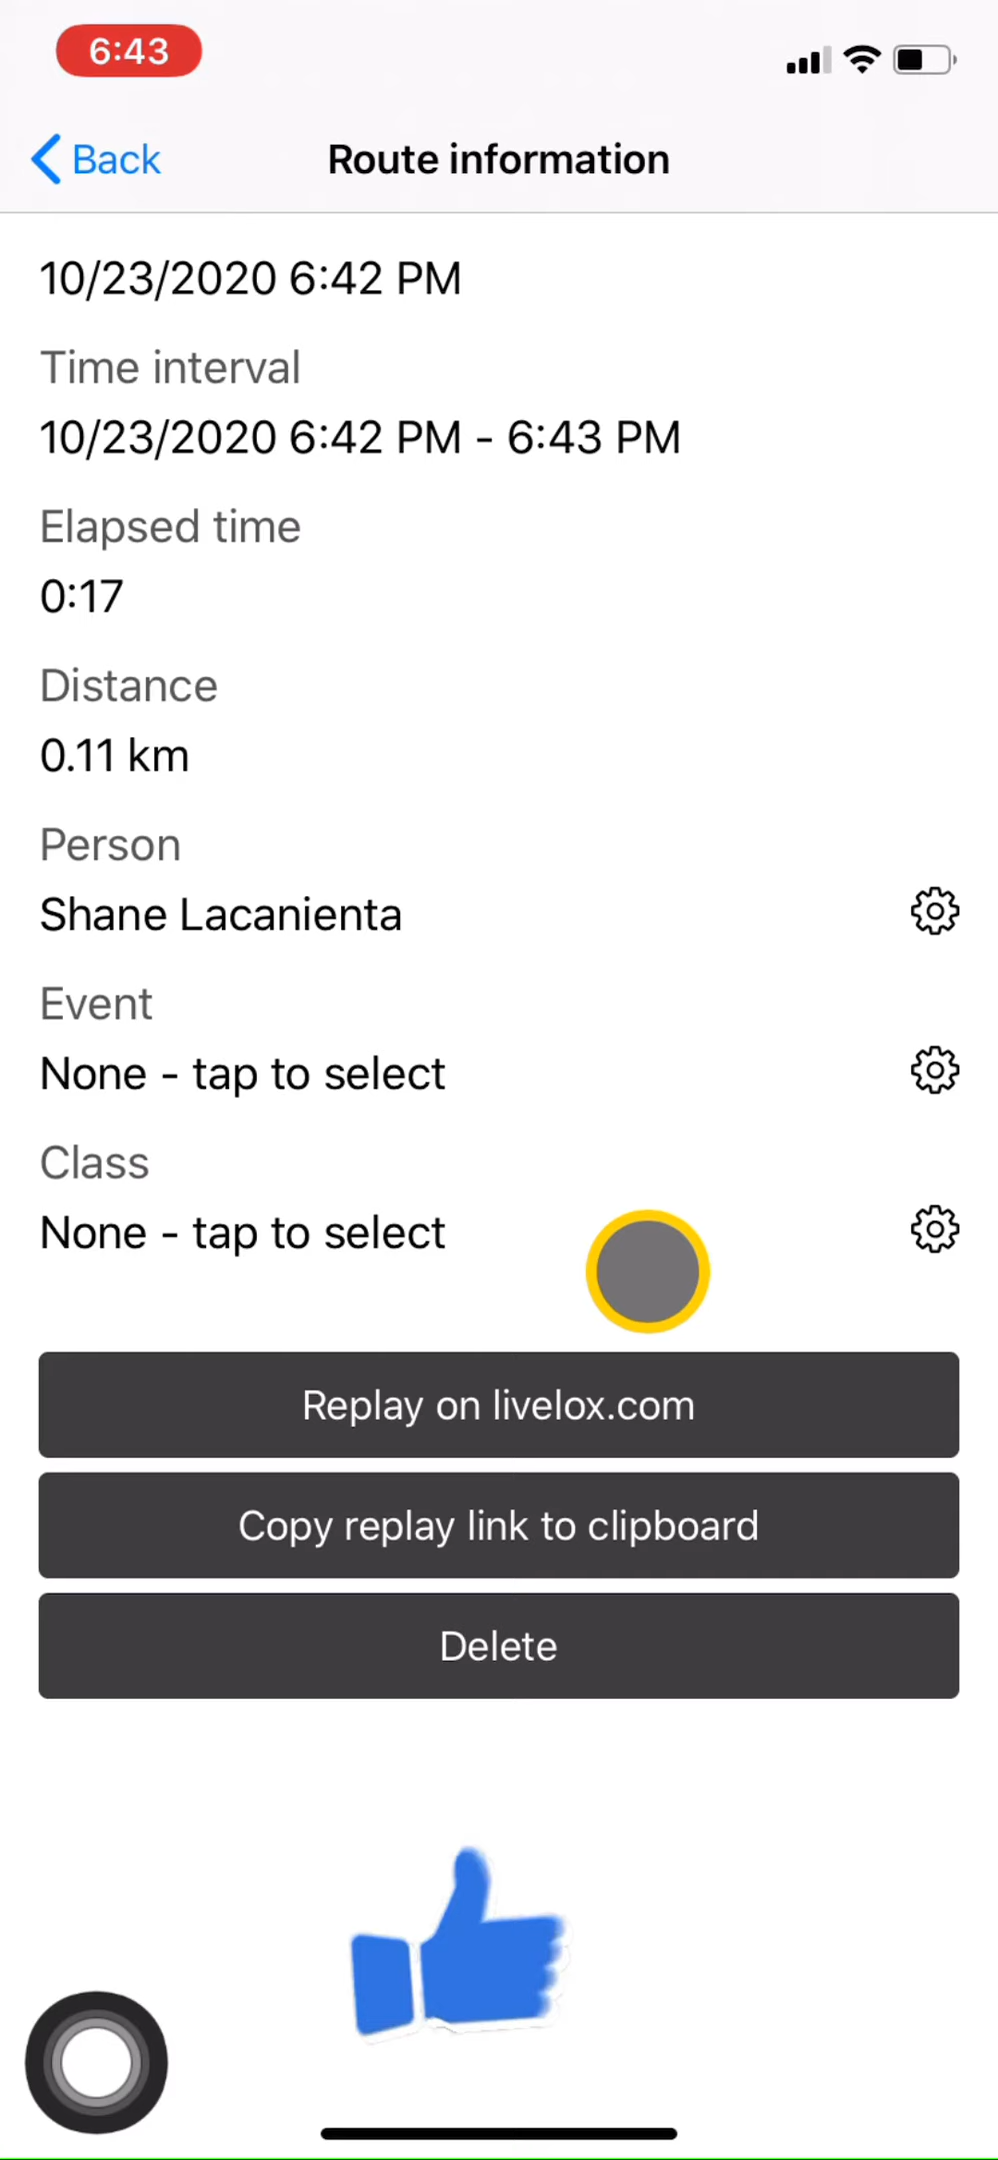 6:43
Back
Route information
10/23/2020 6:42 PM
Time interval
10/23/2020 6:42 PM - 6:43 PM
Elapsed time
0:17
Distance
0.11 km
Person
Shane Lacanienta
Event
None - tap to select
Class
None - tap to select
Replay on livelox.com
Copy replay link to clipboard
Delete